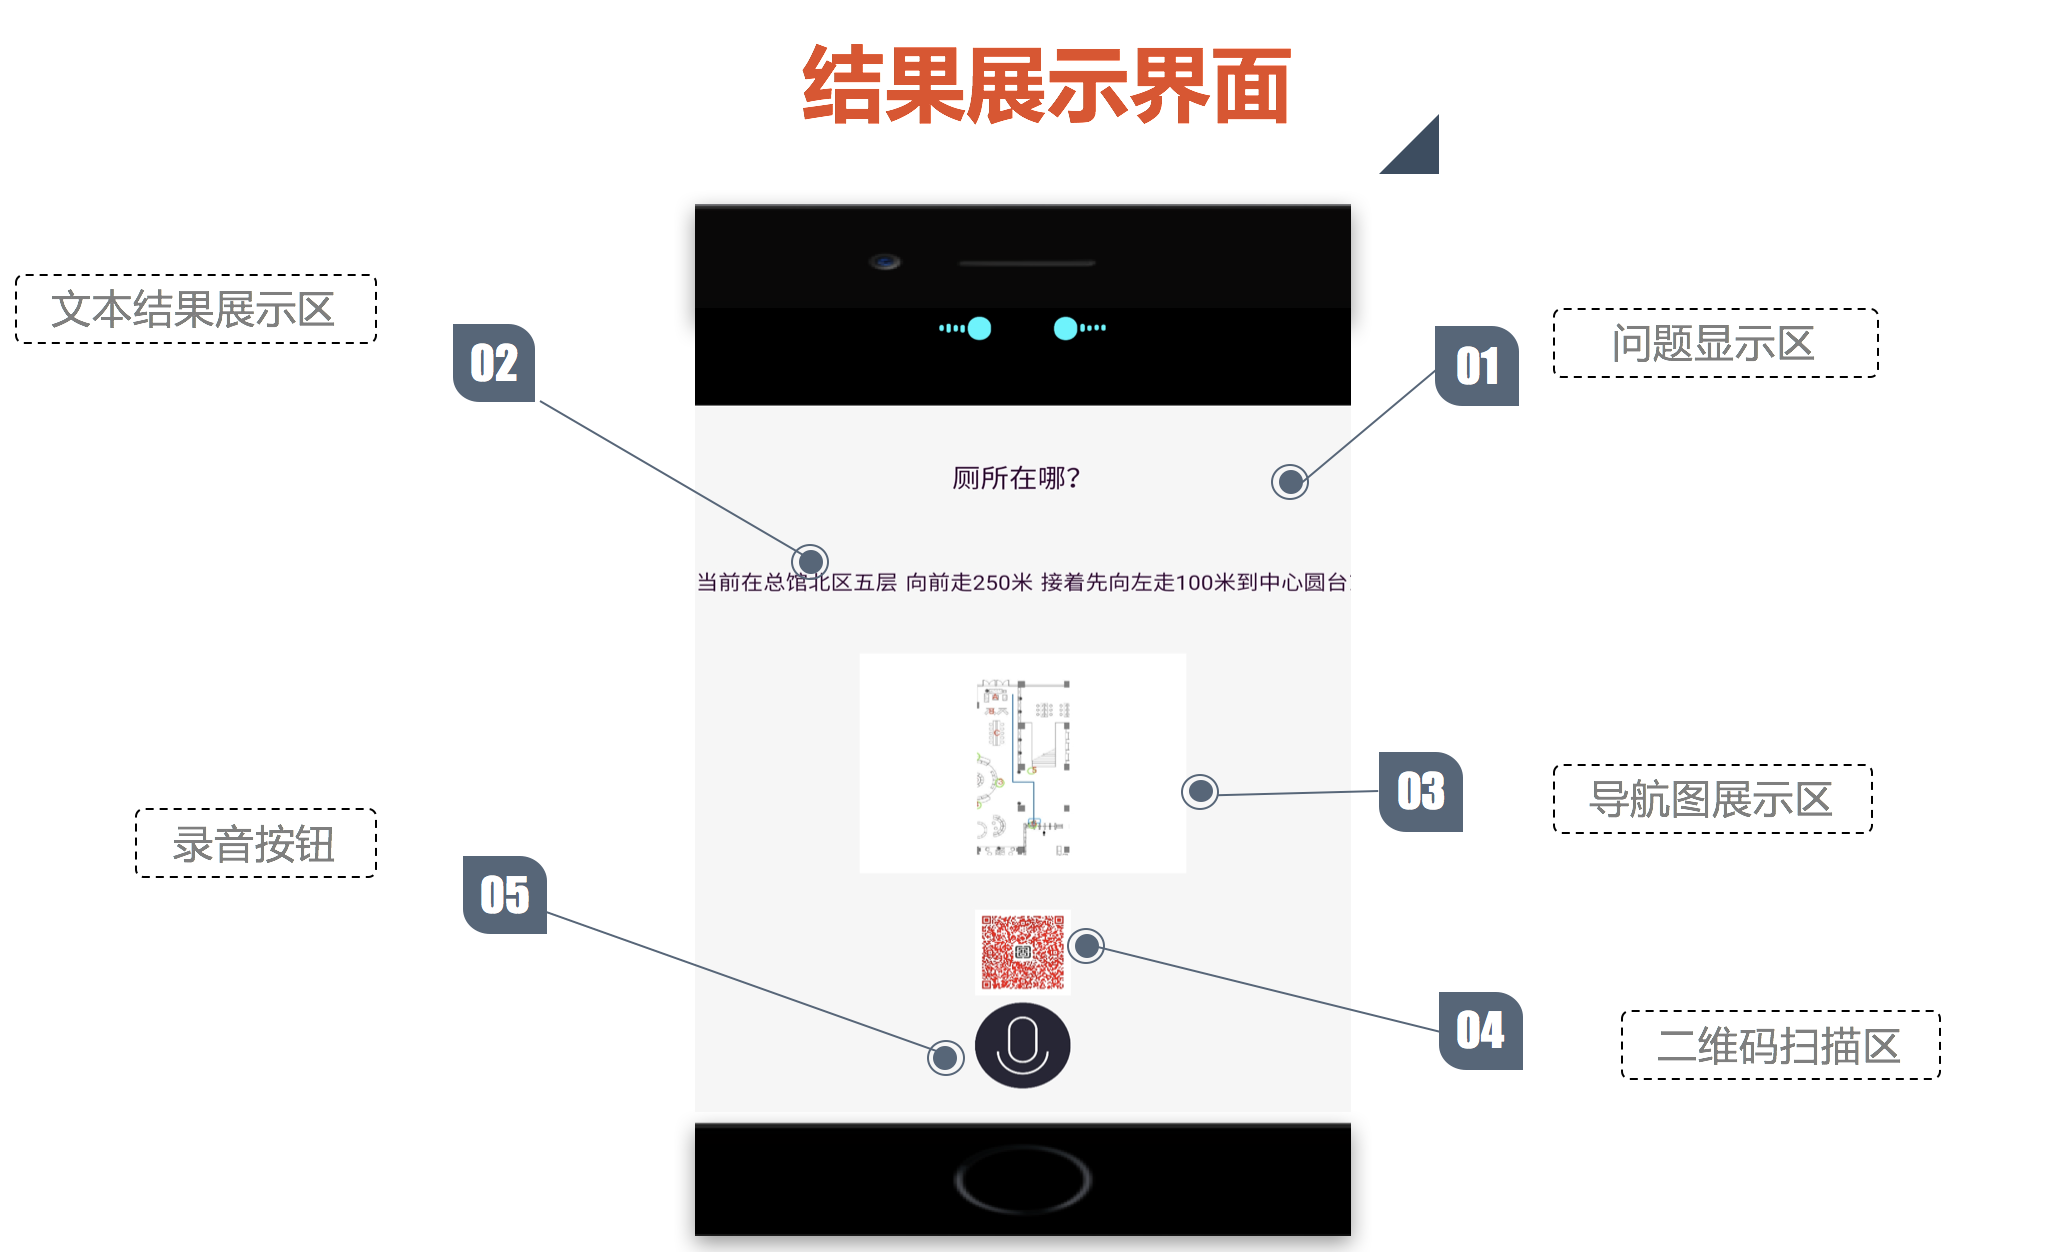 结果展示界面
文本结果展示区
02
01
问题显示区
厕所在哪?
当前在总馆北区五层 向前走250米 接着先向左走100米到中心圆台
03
导航图展示区
录音按钮
05
04
二维码扫描区